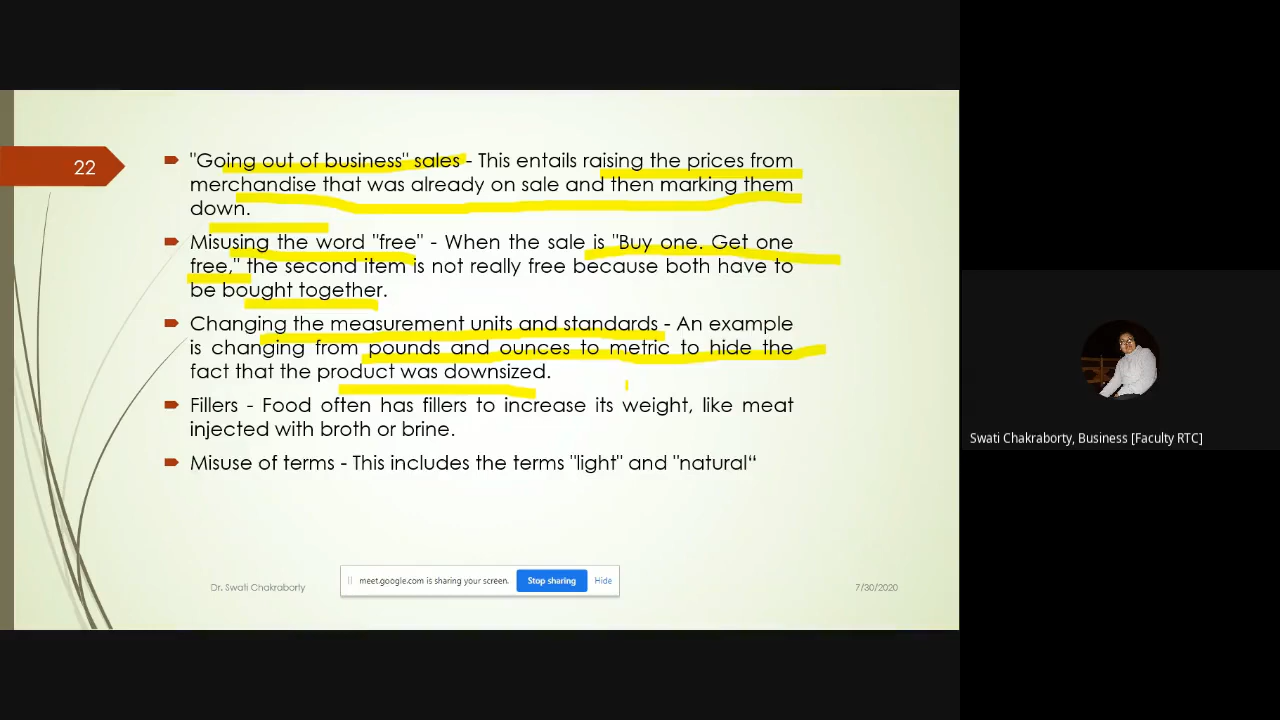 22
"Going out of business" sales - This entails raising the prices from
merchandise that was already on sale and then marking them
down.
Misusing the word "free" - When the sale is "Buy one. Get one
free," the second item is not really free because both have to
be bought together.
Changing the measurement units and standards - An example
is changing from pounds and ounces to metric to hide the
fact that the product was downsized.
Fillers - Food often has fillers to increase its weight, like meat
injected with broth or brine.
Misuse of terms - This includes the terms "light" and "natural“
Dr. Swati Chakraborty
meet.google.com is sharing your screen.
Stop sharing
Hide
7/30/2020
Swati Chakraborty, Business [Faculty RTC]